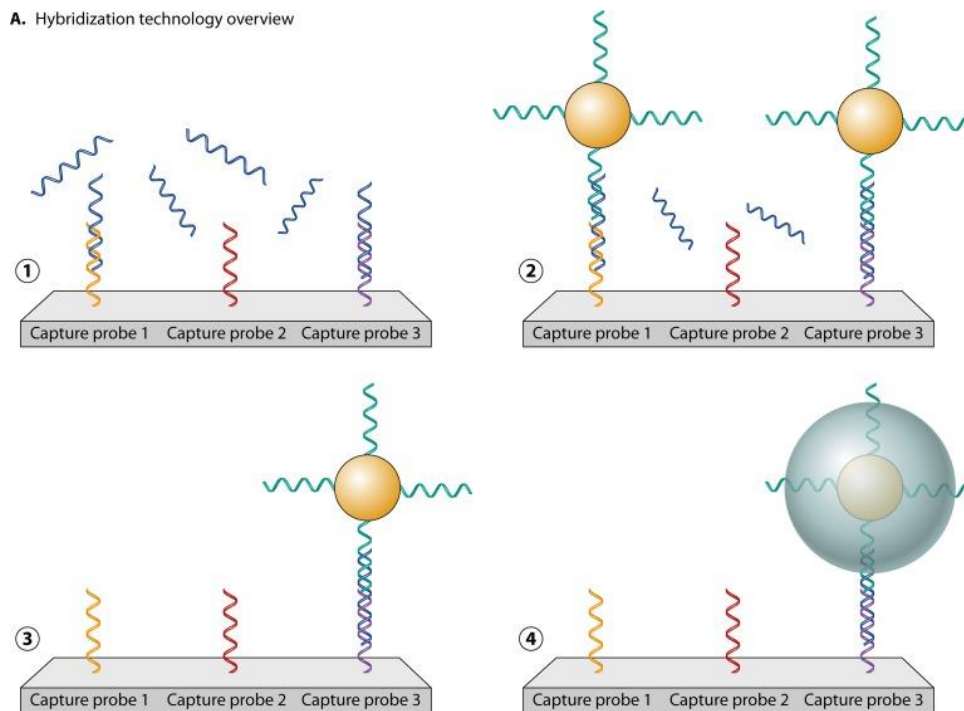 A. Hybridization technology overview
1
Capture probe 1 Capture probe 2 Capture probe 3
2
Capture probe 1 Capture probe 2 Capture probe 3
3
Capture probe 1 Capture probe 2 Capture probe 3
4
Capture probe 1 Capture probe 2 Capture probe 3